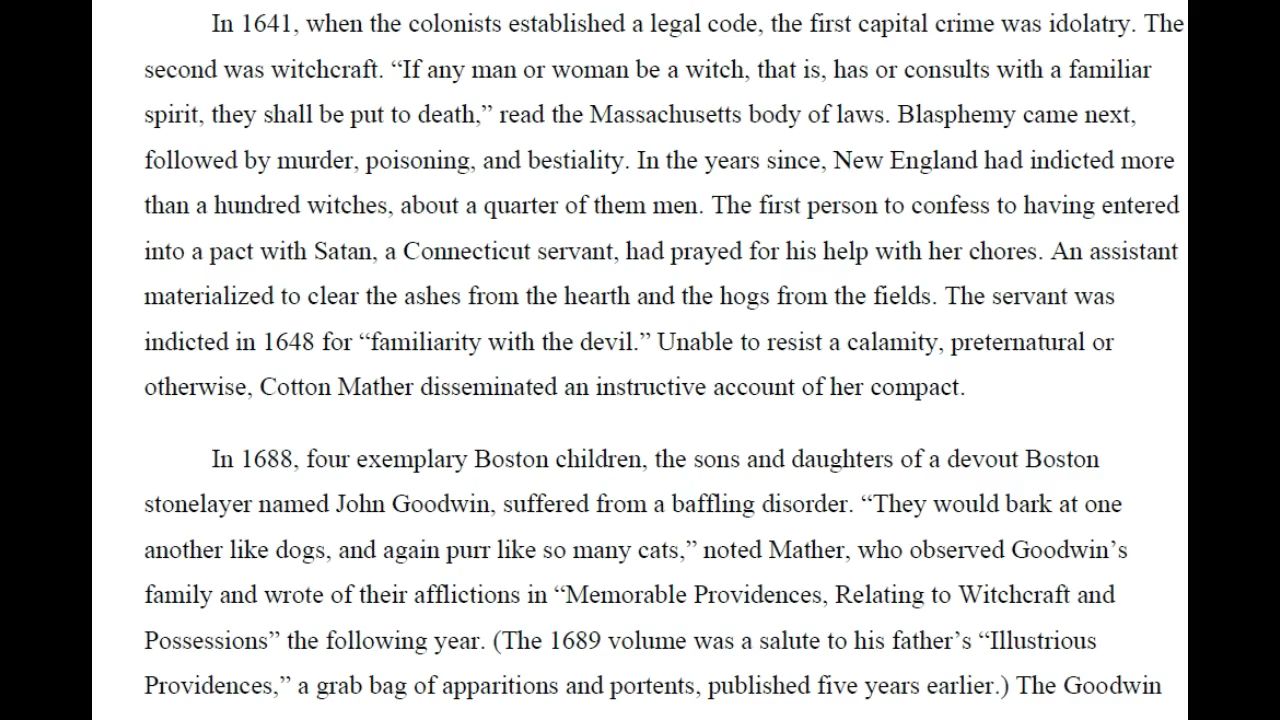 In 1641, when the colonists established a legal code, the first capital crime was idolatry. The
second was witchcraft. “If any man or woman be a witch, that is, has or consults with a familiar
spirit, they shall be put to death,” read the Massachusetts body of laws. Blasphemy came next,
followed by murder, poisoning, and bestiality. In the years since, New England had indicted more
than a hundred witches, about a quarter of them men. The first person to confess to having entered
into a pact with Satan, a Connecticut servant, had prayed for his help with her chores. An assistant
materialized to clear the ashes from the hearth and the hogs from the fields. The servant was
indicted in 1648 for “familiarity with the devil.” Unable to resist a calamity, preternatural or
otherwise, Cotton Mather disseminated an instructive account of her compact.
In 1688, four exemplary Boston children, the sons and daughters of a devout Boston
stonelayer named John Goodwin, suffered from a baffling disorder. “They would bark at one
another like dogs, and again purr like so many cats,” noted Mather, who observed Goodwin’s
family and wrote of their afflictions in “Memorable Providences, Relating to Witchcraft and
Possessions” the following year. (The 1689 volume was a salute to his father’s “Illustrious
Providences,” a grab bag of apparitions and portents, published five years earlier.) The Goodwin